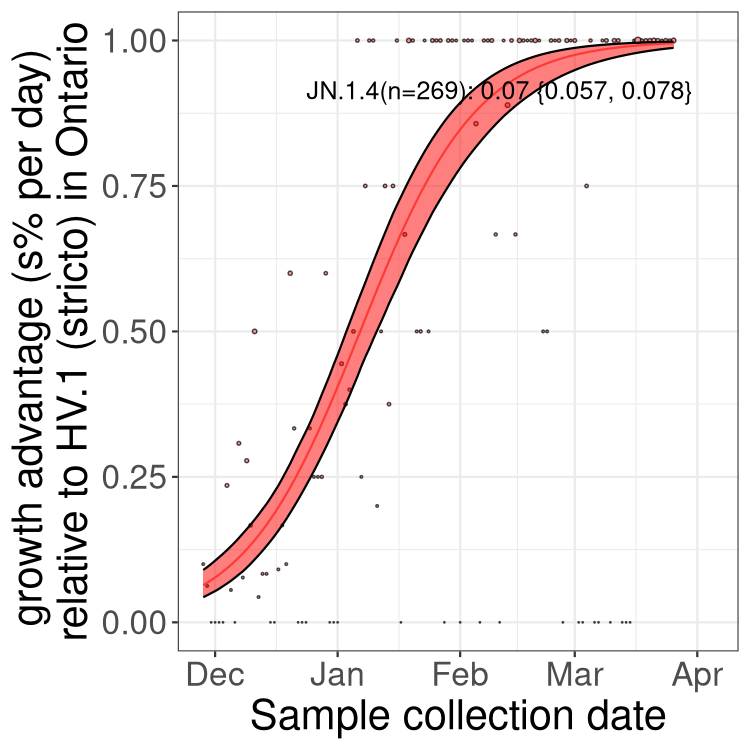 growth advantage (s% per day)
relative to HV.1 (stricto) in Ontario
1.00
0.75
0.50
0.25
0.00
JN.1.4(n=269): 0.07 {0.057, 0.078}
Dec Jan Feb Mar Apr
Sample collection date